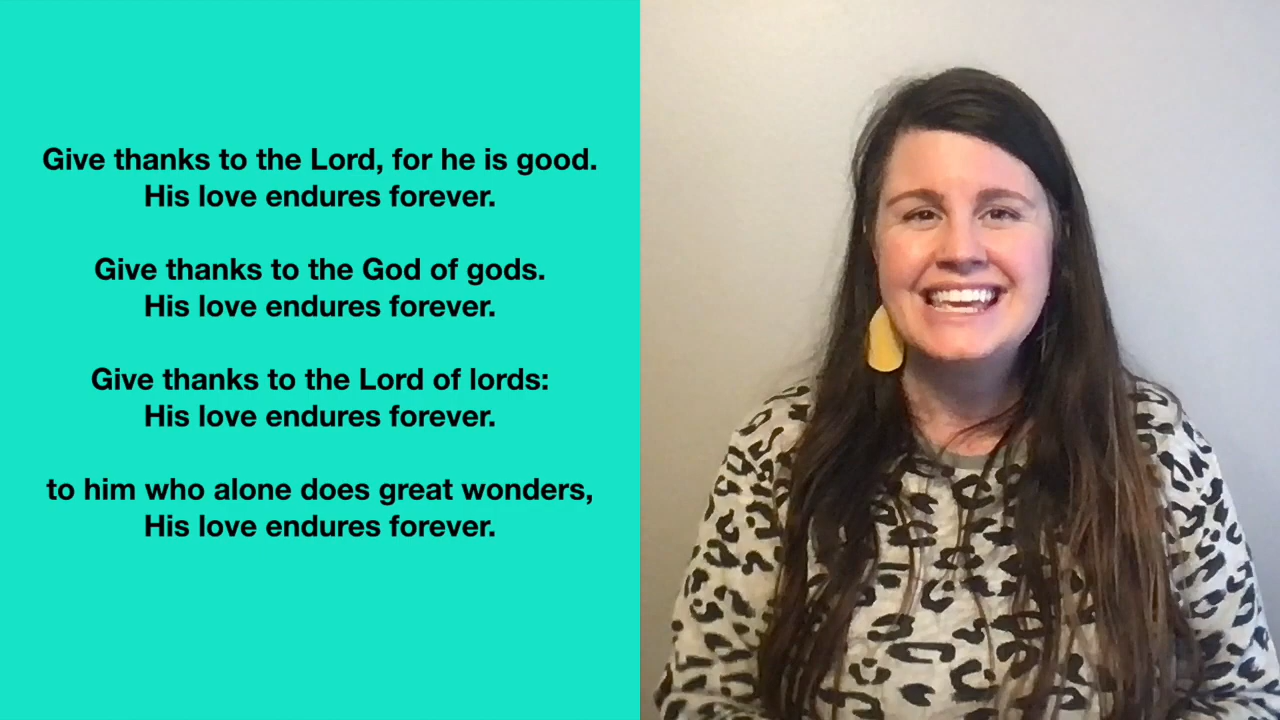 Give thanks to the Lord, for he is good.
His love endures forever.
Give thanks to the God of gods.
His love endures forever.
Give thanks to the Lord of lords:
His love endures forever.
to him who alone does great wonders,
His love endures forever.